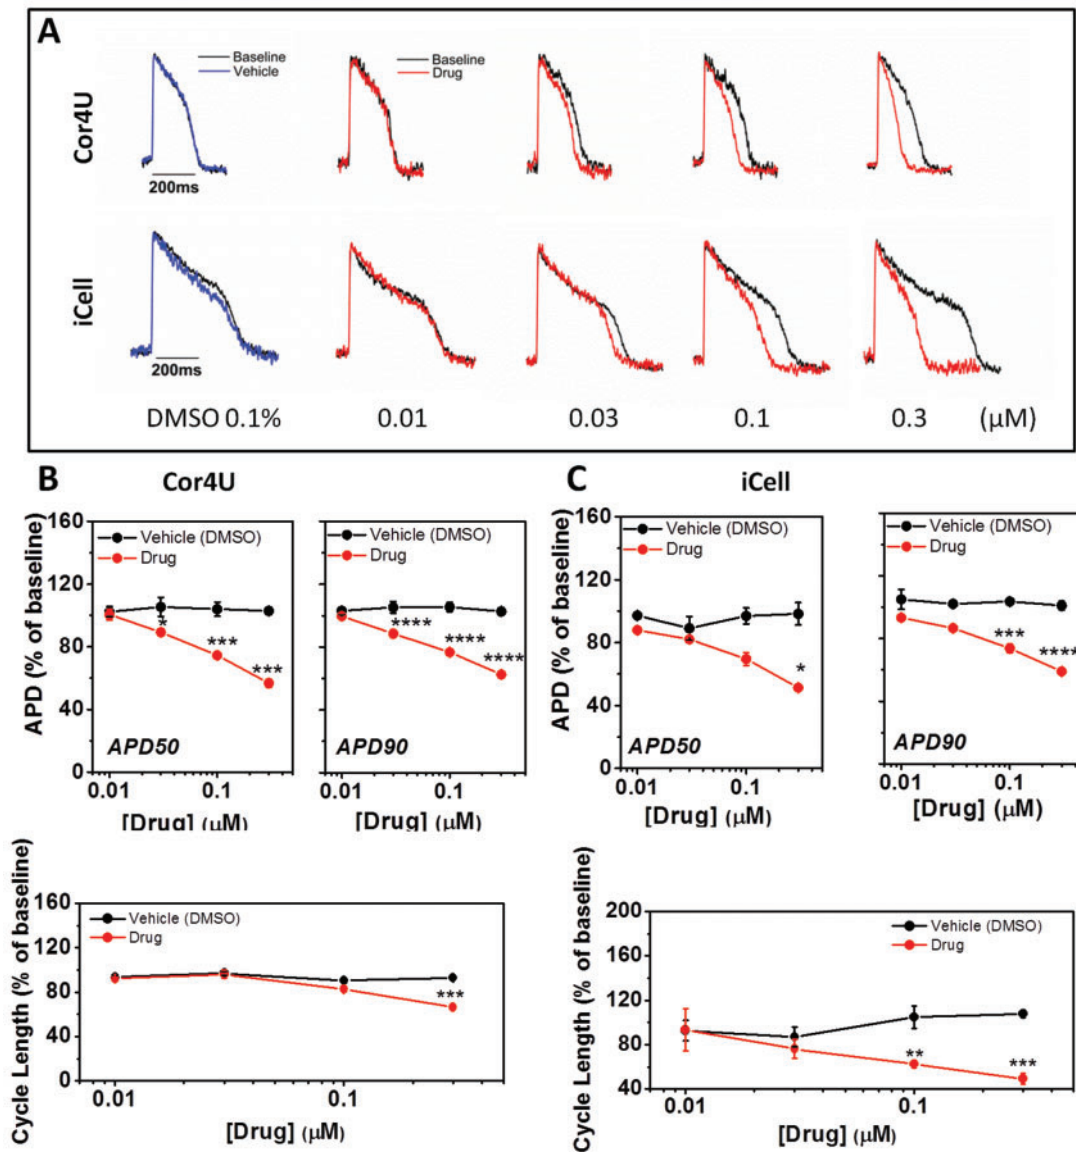 A
Baseline
Vehicle
Baseline
Drug
Cor4U
200ms
iCell
200ms
DMSO 0.1% 0.01 0.03 0.1 0.3 (μM)
B Cor4U
C iCell
160
120
80
40
0
APD (% of baseline)
Vehicle (DMSO)
Drug
*
***
***
APD50
0.01 0.1
[Drug] (μM)
Vehicle (DMSO)
Drug
****
****
****
APD90
0.01 0.1
[Drug] (μM)
160
120
80
40
0
APD (% of baseline)
Vehicle (DMSO)
Drug
*
APD50
0.01 0.1
[Drug] (μM)
Vehicle (DMSO)
Drug
***
****
APD90
0.01 0.1
[Drug] (μM)
160
120
80
40
0
Cycle Length (% of baseline)
Vehicle (DMSO)
Drug
***
0.01 0.1
[Drug] (μM)
200
160
120
80
40
Cycle Length (% of baseline)
Vehicle (DMSO)
Drug
**
***
0.01 0.1
[Drug] (μM)